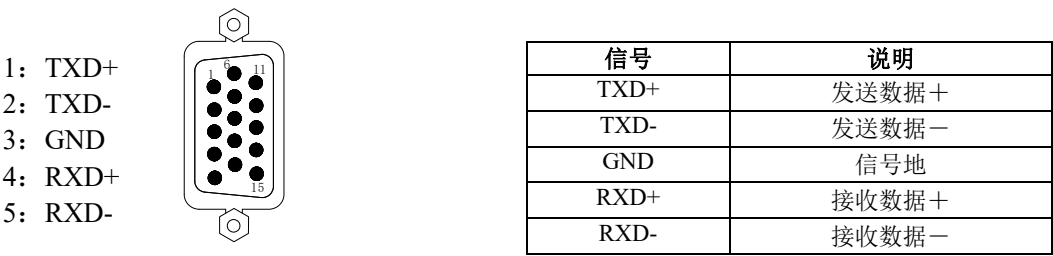 1：TXD+
2：TXD-
3：GND
4：RXD+
5：RXD-
1
6
11
15
信号 说明
TXD+ 发送数据＋
TXD- 发送数据－
GND 信号地
RXD+ 接收数据＋
RXD- 接收数据－